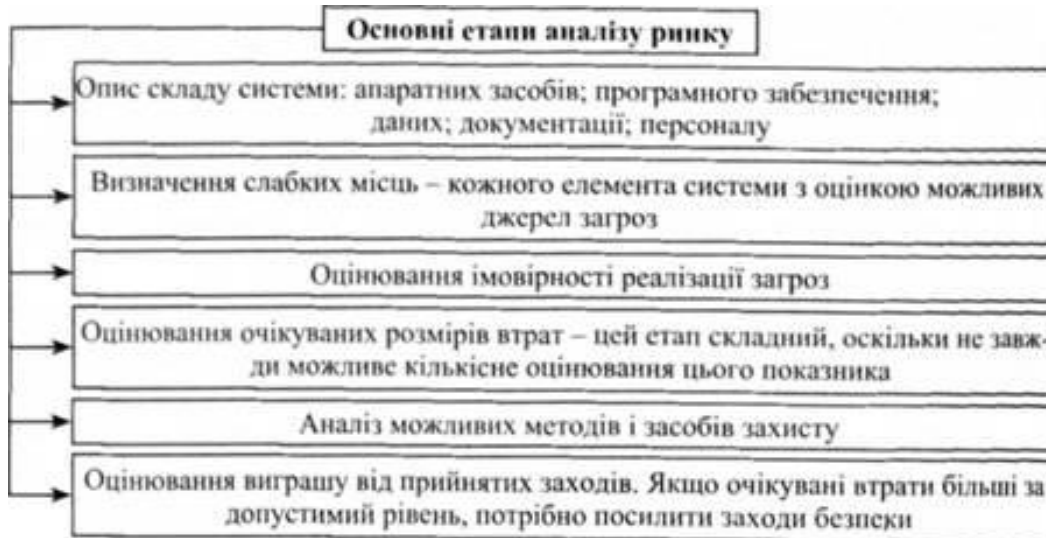 Основні етапи аналізу ринку
Опис складу системи: апаратних засобів; програмного забезпечення;
даних; документації; персоналу
Визначення слабких місць – кожного елемента системи з оцінкою можливих
джерел загроз
Оцінювання імовірності реалізації загроз
Оцінювання очікуваних розмірів втрат – цей етап складний, оскільки не завж-
ди можливе кількісне оцінювання цього показника
Аналіз можливих методів і засобів захисту
Оцінювання виграшу від прийнятих заходів. Якщо очікувані втрати більші за
допустимий рівень, потрібно посилити заходи безпеки